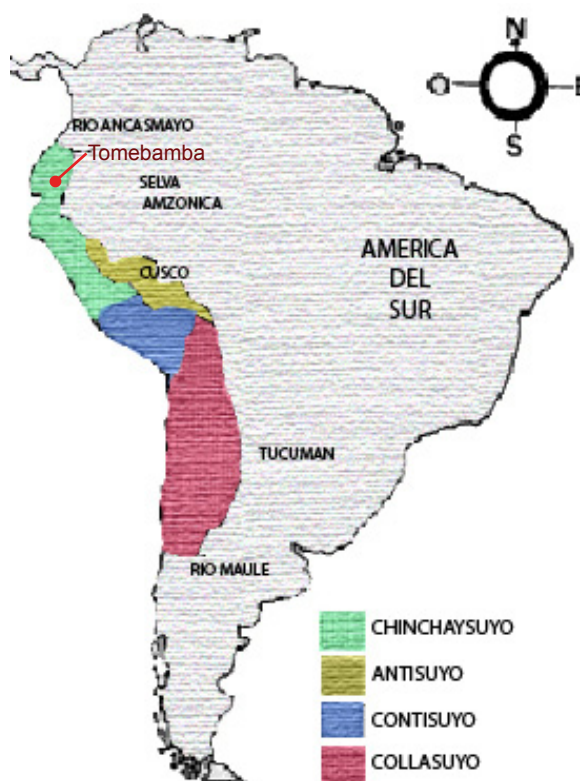 N
O
E
S
RIO ANCASMAYO
Tomebamba
SELVA
AMZONICA
CUSCO
AMERICA
DEL
SUR
TUCUMAN
RIO MAULE
CHINCHAYSUYO
ANTISUYO
CONTISUYO
COLLASUYO